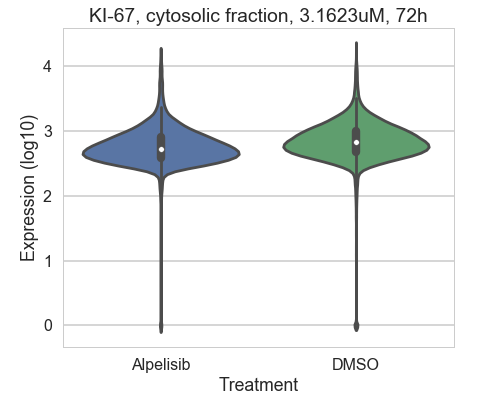 KI-67, cytosolic fraction, 3.1623uM, 72h
Expression (log10)
4
3
2
1
0
Alpelisib
DMSO
Treatment